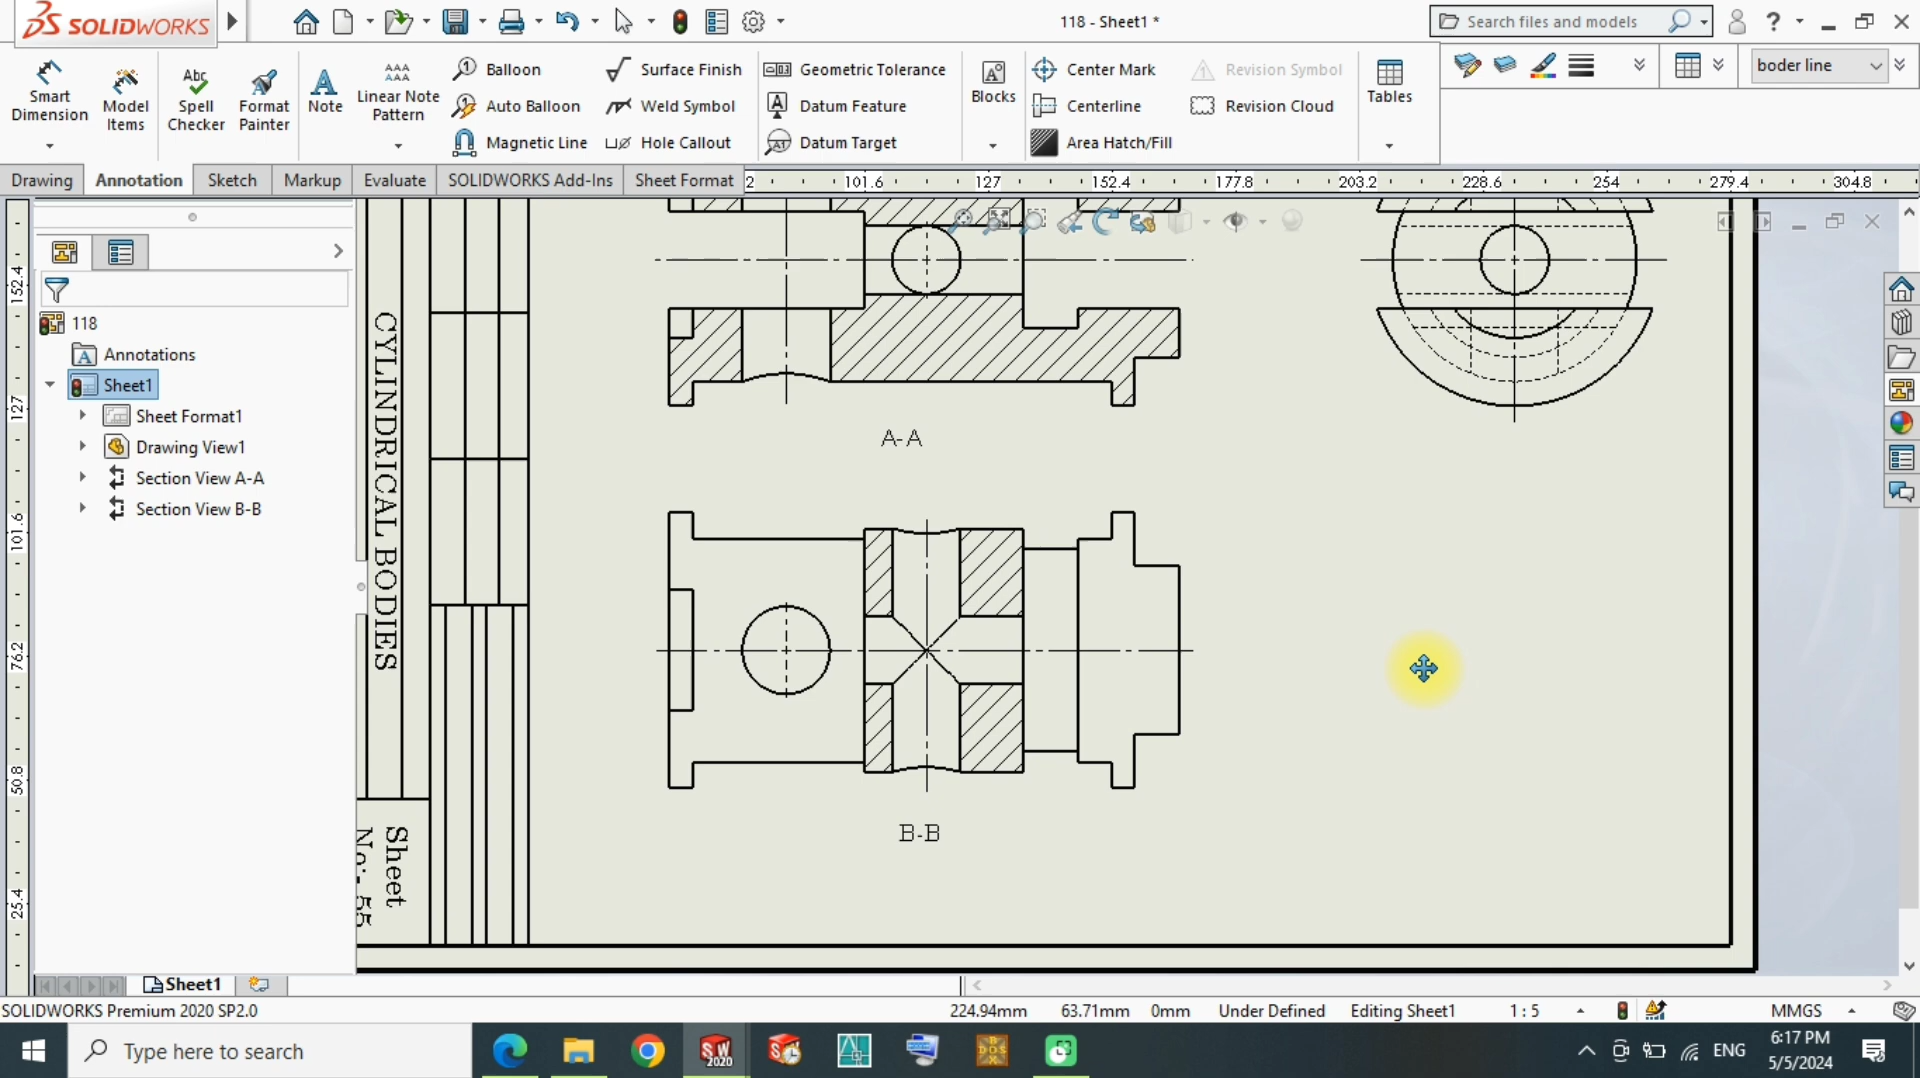 SOLIDWORKS
118 - Sheet1 *
Search files and models
Smart Dimension
Model Items
Spell Checker
Format Painter
Note
Linear Note Pattern
Balloon
Auto Balloon
Magnetic Line
Surface Finish
Weld Symbol
Hole Callout
Geometric Tolerance
Datum Feature
Datum Target
Blocks
Center Mark
Centerline
Area Hatch/Fill
Revision Symbol
Revision Cloud
Tables
boder line
Drawing
Annotation
Sketch
Markup
Evaluate
SOLIDWORKS Add-Ins
Sheet Format
2
101.6
127
152.4
177.8
203.2
228.6
254
279.4
304.8
152.4
127
101.6
76.2
50.8
25.4
118
Annotations
Sheet1
Sheet Format1
Drawing View1
Section View A-A
Section View B-B
CYLINDRICAL BODIES
Sheet
No:- 55
A-A
B-B
Sheet1
SOLIDWORKS Premium 2020 SP2.0
224.94mm
63.71mm
0mm
Under Defined
Editing Sheet1
1 : 5
MMGS
Type here to search
ENG
6:17 PM
5/5/2024